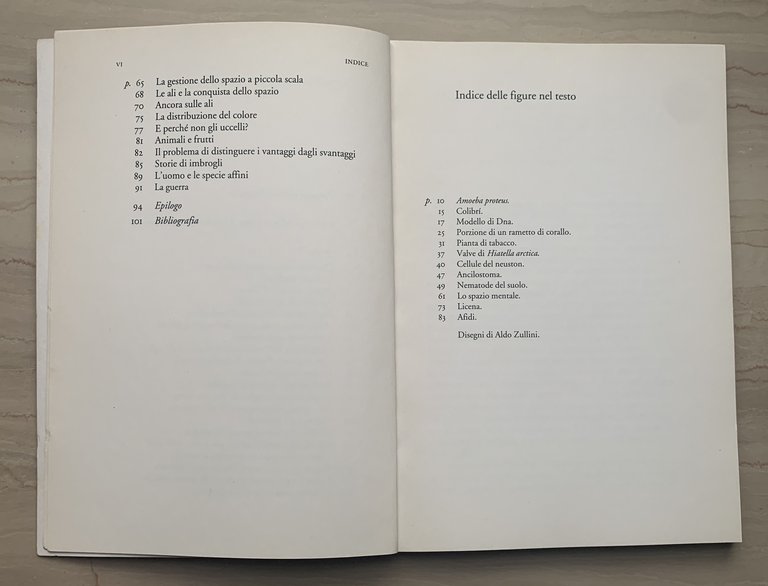 VI INDICE
p. 65 La gestione dello spazio a piccola scala
68 Le ali e la conquista dello spazio
70 Ancora sulle ali
75 La distribuzione del colore
77 E perché non gli uccelli?
81 Animali e frutti
82 Il problema di distinguere i vantaggi dagli svantaggi
85 Storie di imbrogli
89 L'uomo e le specie affini
91 La guerra
94 Epilogo
101 Bibliografia
Indice delle figure nel testo
p. 10 Amoeba proteus.
15 Colibrí.
17 Modello di Dna.
25 Porzione di un rametto di corallo.
31 Pianta di tabacco.
37 Valve di Hiatella arctica.
40 Cellule del neuston.
47 Ancilostoma.
49 Nematode del suolo.
61 Lo spazio mentale.
73 Licena.
83 Afidi.
Disegni di Aldo Zullini.